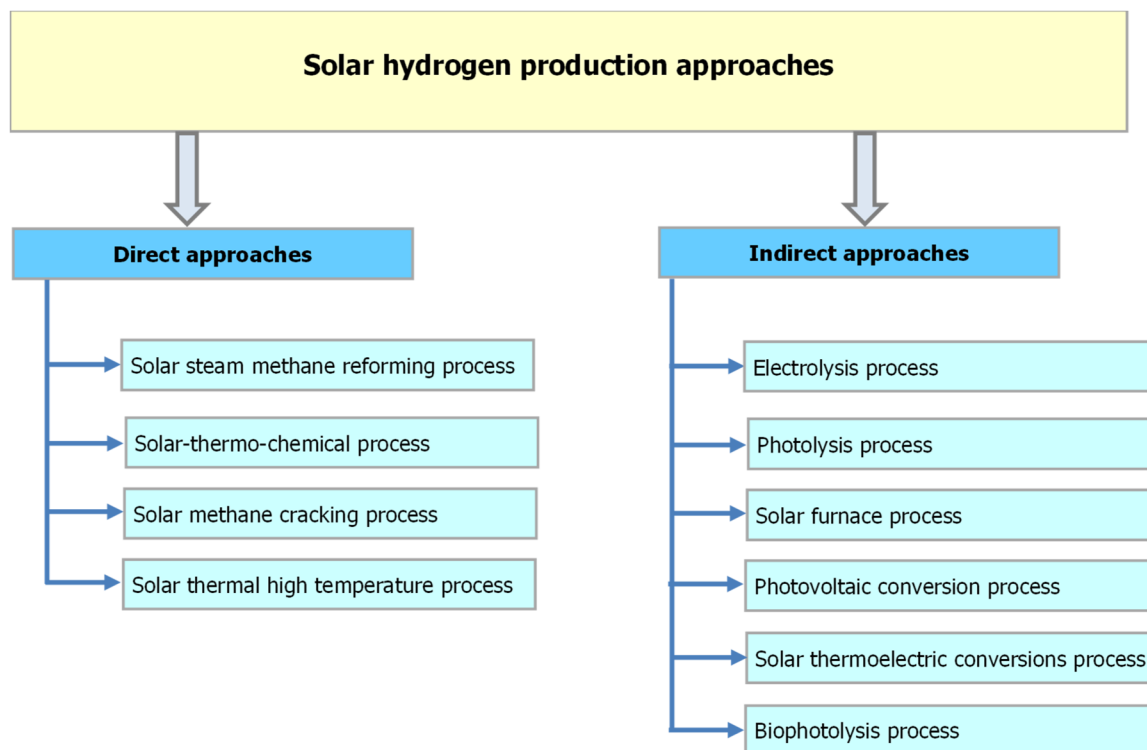 Solar hydrogen production approaches
Direct approaches
Solar steam methane reforming process
Solar-thermo-chemical process
Solar methane cracking process
Solar thermal high temperature process
Indirect approaches
Electrolysis process
Photolysis process
Solar furnace process
Photovoltaic conversion process
Solar thermoelectric conversions process
Biophotolysis process